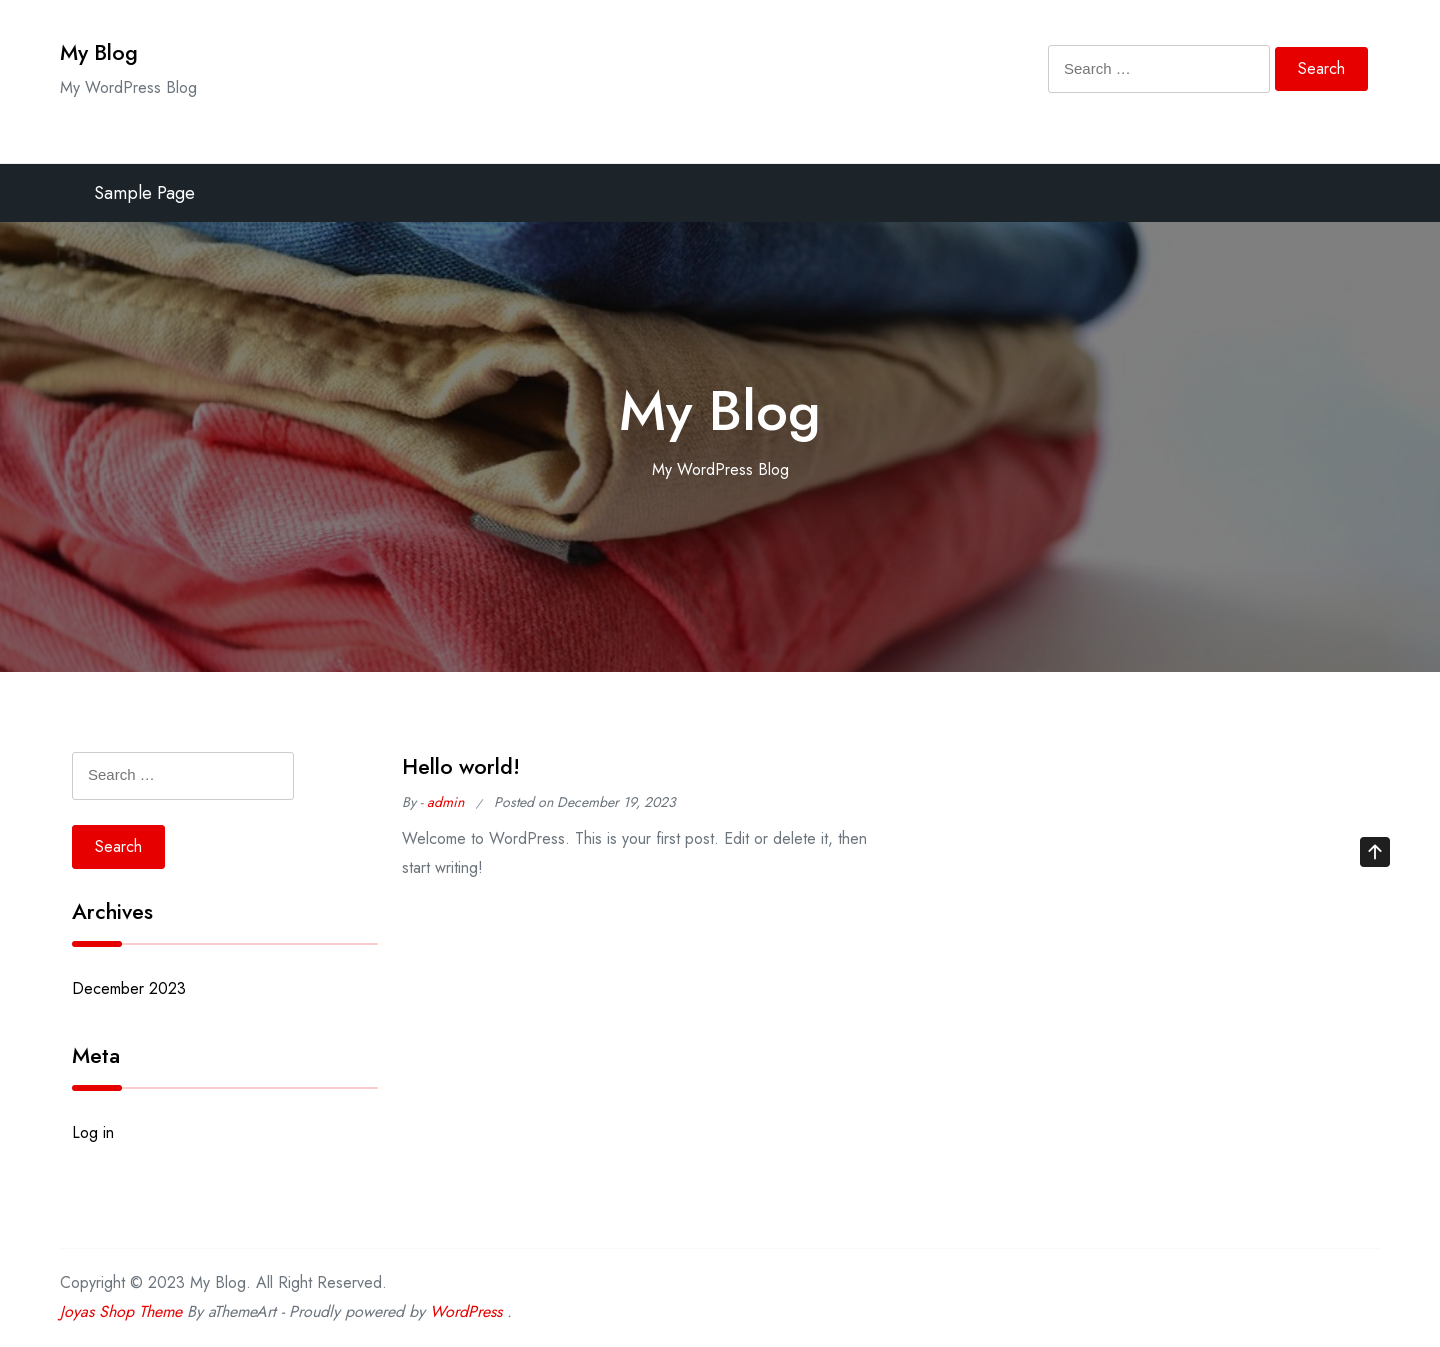 My Blog
My WordPress Blog
Search …
Search
Sample Page
My Blog
My WordPress Blog
Search …
Search
Archives
December 2023
Meta
Log in
Hello world!
By - admin / Posted on December 19, 2023
Welcome to WordPress. This is your first post. Edit or delete it, then
start writing!
Copyright © 2023 My Blog. All Right Reserved.
Joyas Shop Theme By aThemeArt - Proudly powered by WordPress .